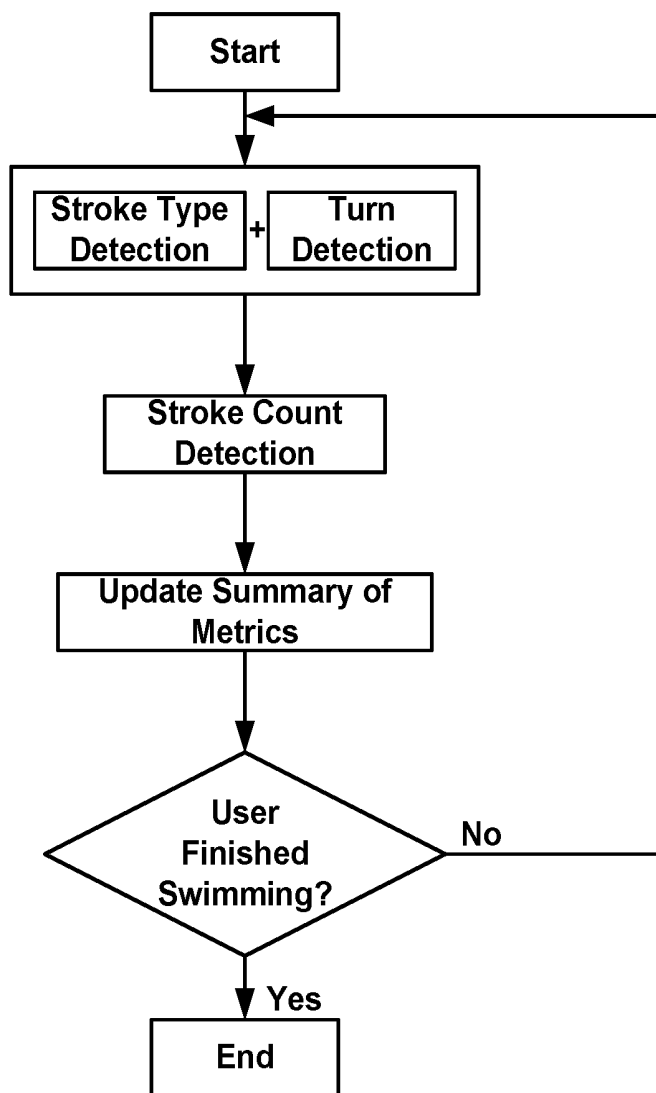 Start
Stroke Type
Detection
+
Turn
Detection
Stroke Count
Detection
Update Summary of
Metrics
User
Finished
Swimming?
No
Yes
End